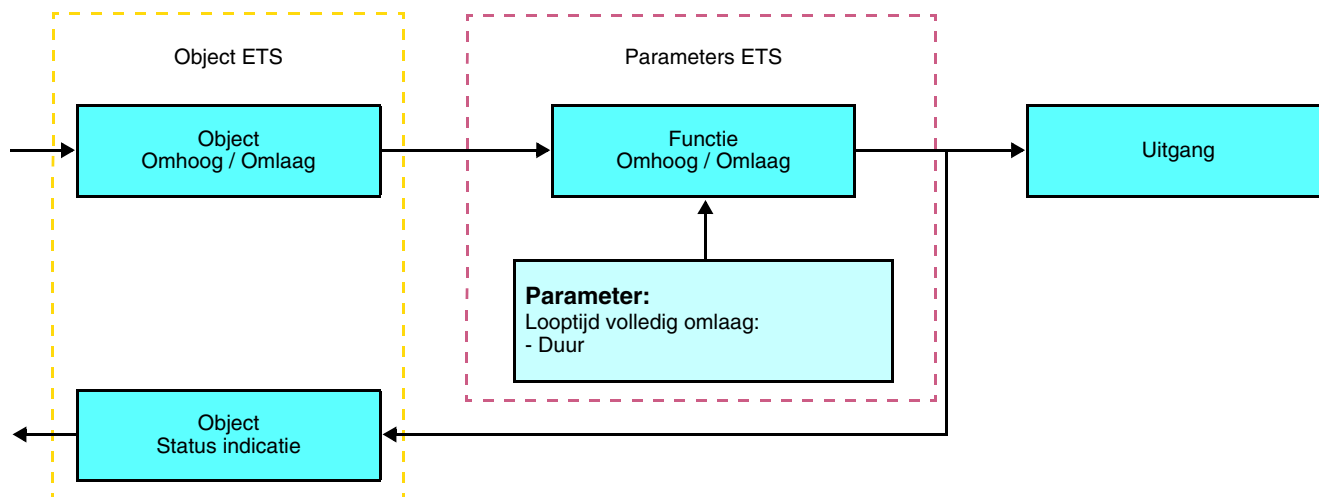 Object ETS
Parameters ETS
Object
Omhoog / Omlaag
Functie
Omhoog / Omlaag
Uitgang
Parameter:
Looptijd volledig omlaag:
- Duur
Object
Status indicatie